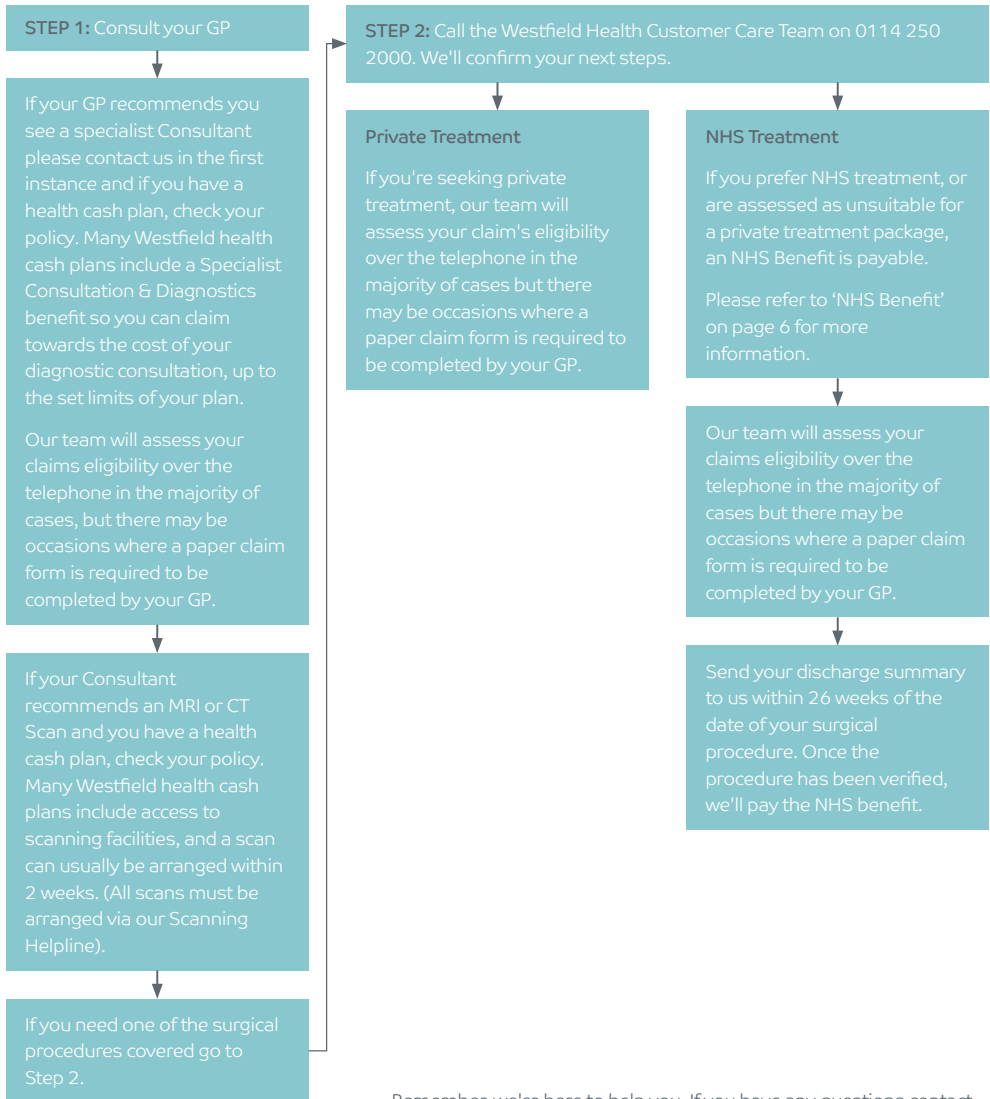 STEP 1: Consult your GP
If your GP recommends you
see a specialist Consultant
please contact us in the first
instance and if you have a
health cash plan, check your
policy. Many Westfield health
cash plans include a Specialist
Consultation & Diagnostics
benefit so you can claim
towards the cost of your
diagnostic consultation, up to
the set limits of your plan.
Our team will assess your
claims eligibility over the
telephone in the majority of
cases, but there may be
occasions where a paper claim
form is required to be
completed by your GP.
If your Consultant
recommends an MRI or CT
Scan and you have a health
cash plan, check your policy.
Many Westfield health cash
plans include access to
scanning facilities, and a scan
can usually be arranged within
2 weeks. (All scans must be
arranged via our Scanning
Helpline).
If you need one of the surgical
procedures covered go to
Step 2.
STEP 2: Call the Westfield Health Customer Care Team on 0114 250
2000. We'll confirm your next steps.
Private Treatment
If you're seeking private
treatment, our team will
assess your claim's eligibility
over the telephone in the
majority of cases but there
may be occasions where a
paper claim form is required to
be completed by your GP.
NHS Treatment
If you prefer NHS treatment, or
are assessed as unsuitable for
a private treatment package,
an NHS Benefit is payable.
Please refer to ‘NHS Benefit’
on page 6 for more
information.
Our team will assess your
claims eligibility over the
telephone in the majority of
cases but there may be
occasions where a paper claim
form is required to be
completed by your GP.
Send your discharge summary
to us within 26 weeks of the
date of your surgical
procedure. Once the
procedure has been verified,
we'll pay the NHS benefit.
Remember, we're here to help you. If you have any questions contact